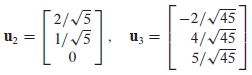 u₂ = [2/√5, 1/√5, 0], u₃ = [-2/√45, 4/√45, 5/√45]